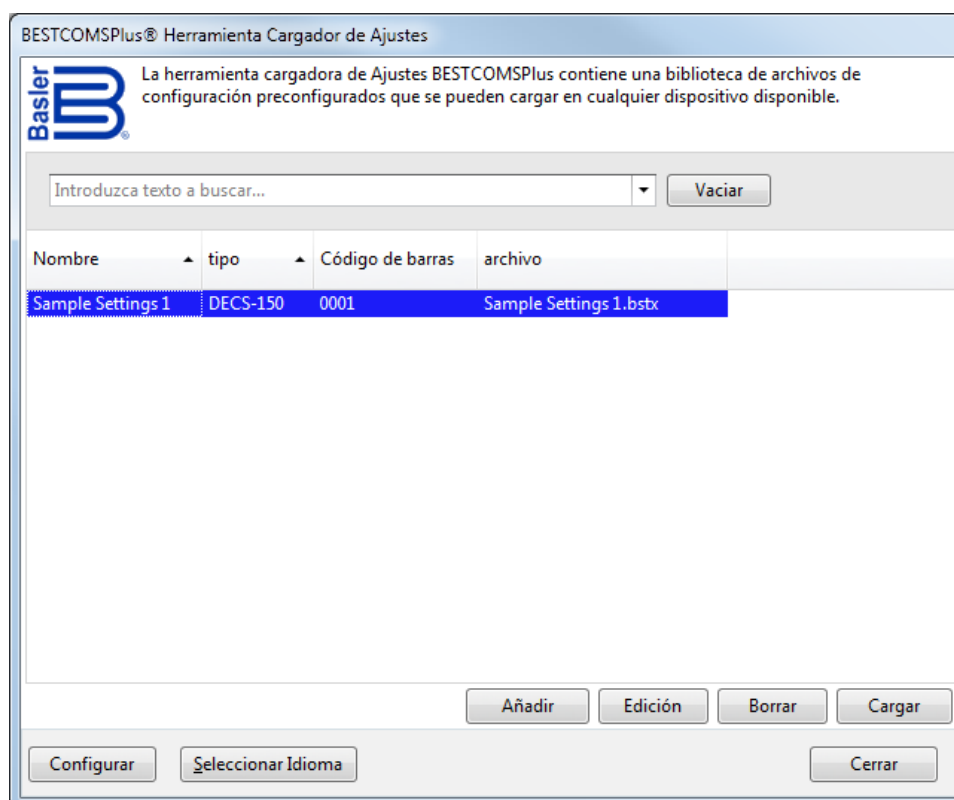 BESTCOMSPlus® Herramienta Cargador de Ajustes
Basler
®
La herramienta cargadora de Ajustes BESTCOMSPlus contiene una biblioteca de archivos de
configuración preconfigurados que se pueden cargar en cualquier dispositivo disponible.
Introduzca texto a buscar...
Vaciar
Nombre tipo Código de barras archivo
Sample Settings 1 DECS-150 0001 Sample Settings 1.bstx
Añadir Edición Borrar Cargar
Configurar Seleccionar Idioma Cerrar